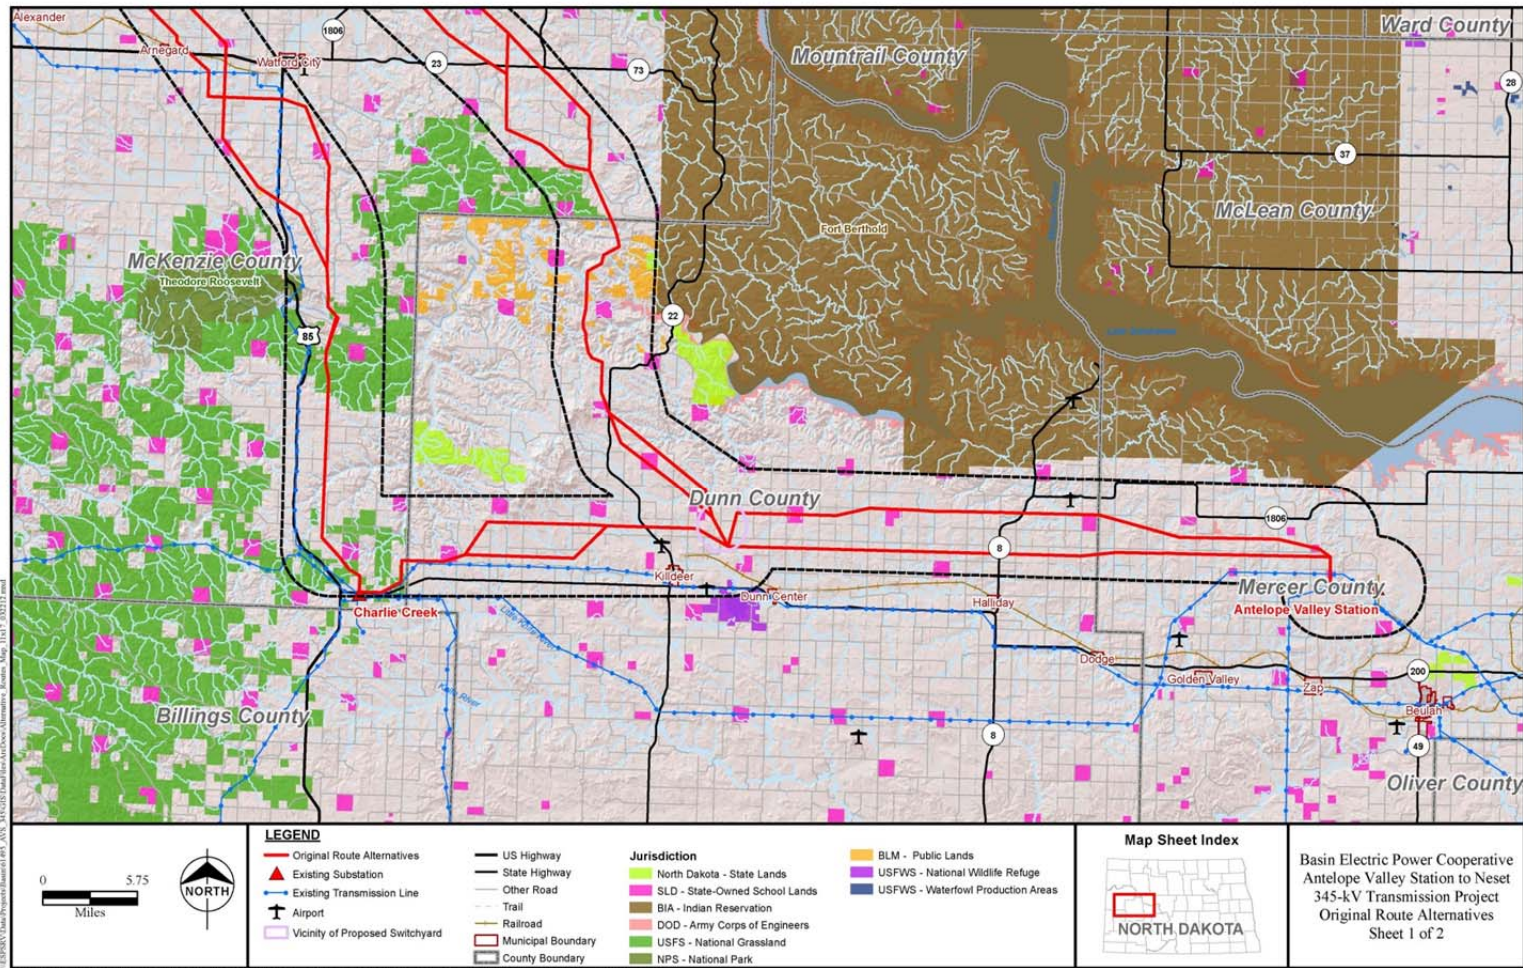 Alexander
Arnegard
Watford City
1806
23
73
Mountrail County
Ward County
28
37
McLean County
Fort Berthold
McKenzie County
Theodore Roosevelt
85
22
Dunn County
1806
8
Killdeer
Dunn Center
Halliday
Mercer County
Antelope Valley Station
Charlie Creek
Dodge
Golden Valley
Zap
200
Beulah
49
Knife River
Billings County
8
Oliver County
0 5.75
Miles
NORTH
LEGEND
Original Route Alternatives
Existing Substation
Existing Transmission Line
Airport
Vicinity of Proposed Switchyard
US Highway
State Highway
Other Road
Trail
Railroad
Municipal Boundary
County Boundary
Jurisdiction
North Dakota - State Lands
SLD - State-Owned School Lands
BIA - Indian Reservation
DOD - Army Corps of Engineers
USFS - National Grassland
NPS - National Park
BLM - Public Lands
USFWS - National Wildlife Refuge
USFWS - Waterfowl Production Areas
Map Sheet Index
NORTH DAKOTA
Basin Electric Power Cooperative
Antelope Valley Station to Neset
345-kV Transmission Project
Original Route Alternatives
Sheet 1 of 2